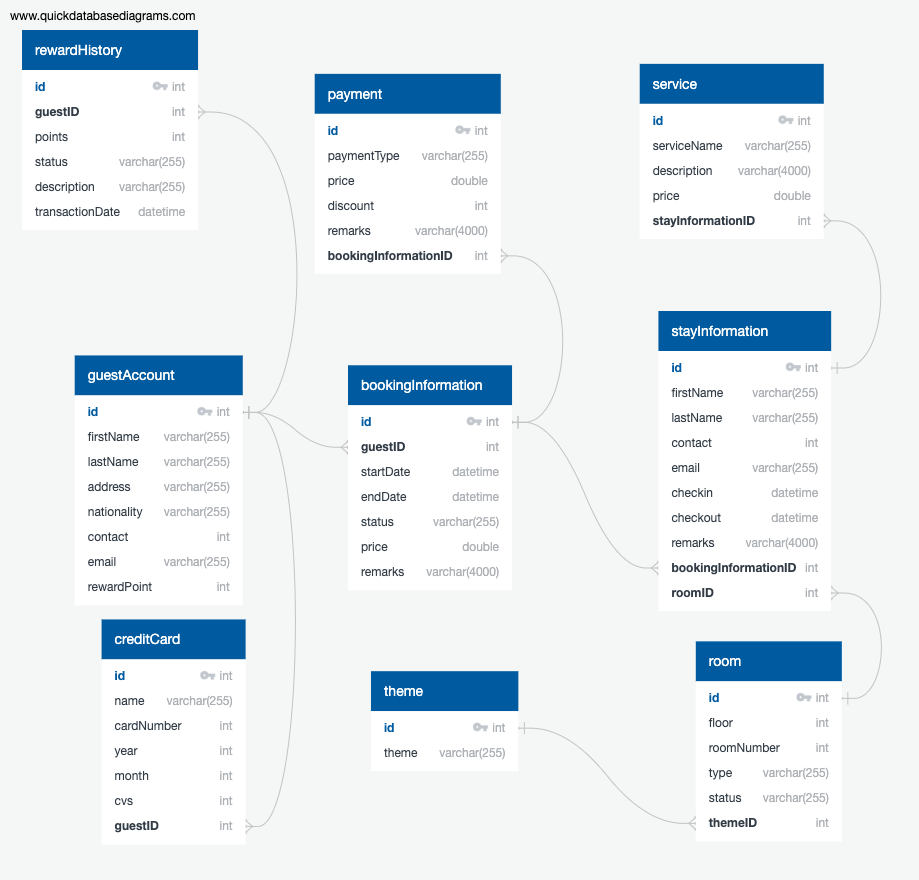 www.quickdatabasediagrams.com
rewardHistory
id int
guestID int
points int
status varchar(255)
description varchar(255)
transactionDate datetime
payment
id int
paymentType varchar(255)
price double
discount int
remarks varchar(4000)
bookingInformationID int
service
id int
serviceName varchar(255)
description varchar(4000)
price double
stayInformationID int
guestAccount
id int
firstName varchar(255)
lastName varchar(255)
address varchar(255)
nationality varchar(255)
contact int
email varchar(255)
rewardPoint int
bookingInformation
id int
guestID int
startDate datetime
endDate datetime
status varchar(255)
price double
remarks varchar(4000)
stayInformation
id int
firstName varchar(255)
lastName varchar(255)
contact int
email varchar(255)
checkin datetime
checkout datetime
remarks varchar(4000)
bookingInformationID int
roomID int
creditCard
id int
name varchar(255)
cardNumber int
year int
month int
cvs int
guestID int
theme
id int
theme varchar(255)
room
id int
floor int
roomNumber int
type varchar(255)
status varchar(255)
themeID int